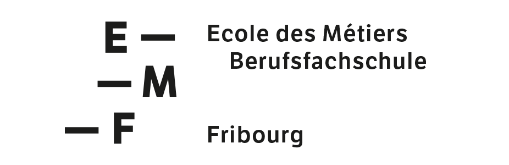 E —
— M
— F
Ecole des Métiers
Berufsfachschule
Fribourg